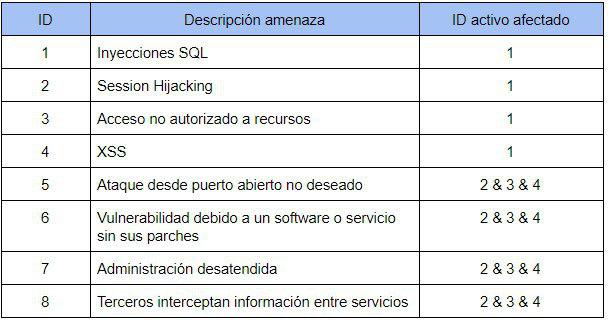 ID Descripción amenaza ID activo afectado
1 Inyecciones SQL 1
2 Session Hijacking 1
3 Acceso no autorizado a recursos 1
4 XSS 1
5 Ataque desde puerto abierto no deseado 2 & 3 & 4
6 Vulnerabilidad debido a un software o servicio 2 & 3 & 4
sin sus parches
7 Administración desatendida 2 & 3 & 4
8 Terceros interceptan información entre servicios 2 & 3 & 4